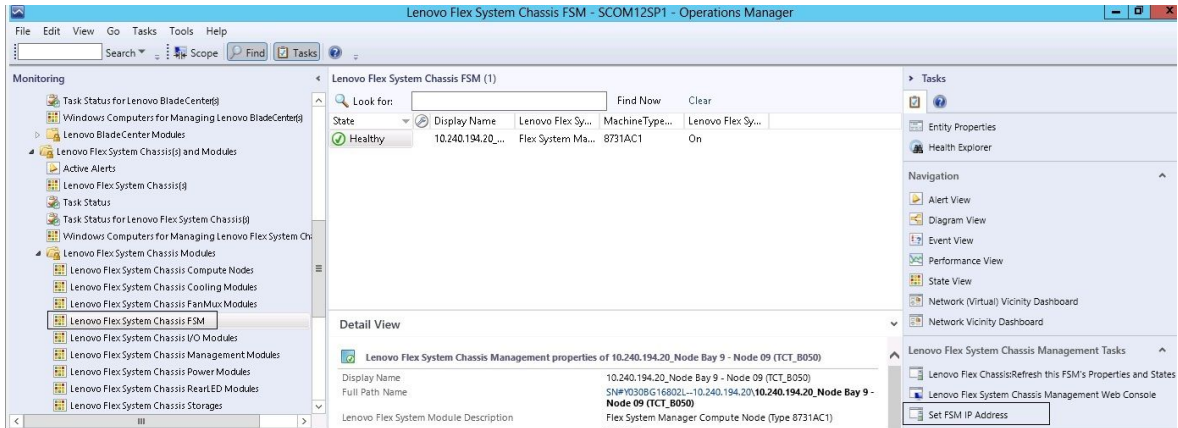 Lenovo Flex System Chassis FSM - SCOM12SP1 - Operations Manager
File Edit View Go Tasks Tools Help
Search Scope Find Tasks
Monitoring
Task Status for Lenovo BladeCenter(s)
Windows Computers for Managing Lenovo BladeCenter(s)
Lenovo BladeCenter Modules
Lenovo Flex System Chassis(s) and Modules
Active Alerts
Lenovo Flex System Chassis(s)
Task Status
Task Status for Lenovo Flex System Chassis(s)
Windows Computers for Managing Lenovo Flex System Cha
Lenovo Flex System Chassis Modules
Lenovo Flex System Chassis Compute Nodes
Lenovo Flex System Chassis Cooling Modules
Lenovo Flex System Chassis FanMux Modules
Lenovo Flex System Chassis FSM
Lenovo Flex System Chassis I/O Modules
Lenovo Flex System Chassis Management Modules
Lenovo Flex System Chassis Power Modules
Lenovo Flex System Chassis RearLED Modules
Lenovo Flex System Chassis Storages
Lenovo Flex System Chassis FSM (1)
Look for: Find Now Clear
State Display Name Lenovo Flex Sy... MachineType... Lenovo Flex Sy...
Healthy 10.240.194.20_... Flex System Ma... 8731AC1 On
Detail View
Lenovo Flex System Chassis Management properties of 10.240.194.20_Node Bay 9 - Node 09 (TCT_B050)
Display Name 10.240.194.20_Node Bay 9 - Node 09 (TCT_B050)
Full Path Name SN#Y030BG16802L--10.240.194.20\10.240.194.20_Node Bay 9 -
Node 09 (TCT_B050)
Lenovo Flex System Module Description Flex System Manager Compute Node (Type 8731AC1)
Tasks
Entity Properties
Health Explorer
Navigation
Alert View
Diagram View
Event View
Performance View
State View
Network (Virtual) Vicinity Dashboard
Network Vicinity Dashboard
Lenovo Flex System Chassis Management Tasks
Lenovo Flex Chassis:Refresh this FSM's Properties and States
Lenovo Flex System Chassis Management Web Console
Set FSM IP Address